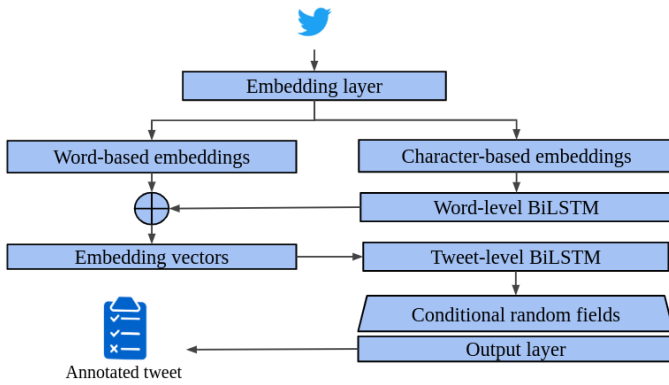 Embedding layer
Word-based embeddings
Character-based embeddings
Word-level BiLSTM
Embedding vectors
Tweet-level BiLSTM
Conditional random fields
Output layer
Annotated tweet